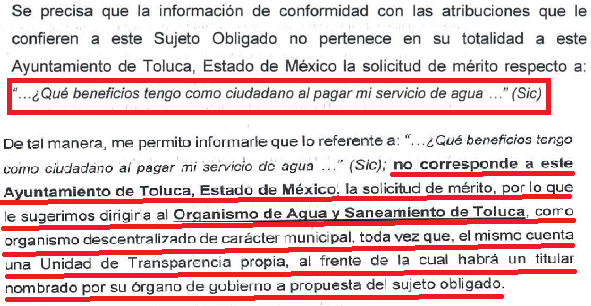 Se precisa que la información de conformidad con las atribuciones que le
confieren a este Sujeto Obligado no pertenece en su totalidad a este
Ayuntamiento de Toluca, Estado de México la solicitud de mérito respecto a:
“…¿Qué beneficios tengo como ciudadano al pagar mi servicio de agua …” (Sic)
De tal manera, me permito informarle que lo referente a: “…¿Qué beneficios tengo
como ciudadano al pagar mi servicio de agua …” (Sic); no corresponde a este
Ayuntamiento de Toluca, Estado de México; la solicitud de mérito, por lo que
le sugerimos dirigirla al Organismo de Agua y Saneamiento de Toluca, como
organismo descentralizado de carácter municipal, toda vez que, el mismo cuenta
una Unidad de Transparencia propia, al frente de la cual habrá un titular
nombrado por su órgano de gobierno a propuesta del sujeto obligado.